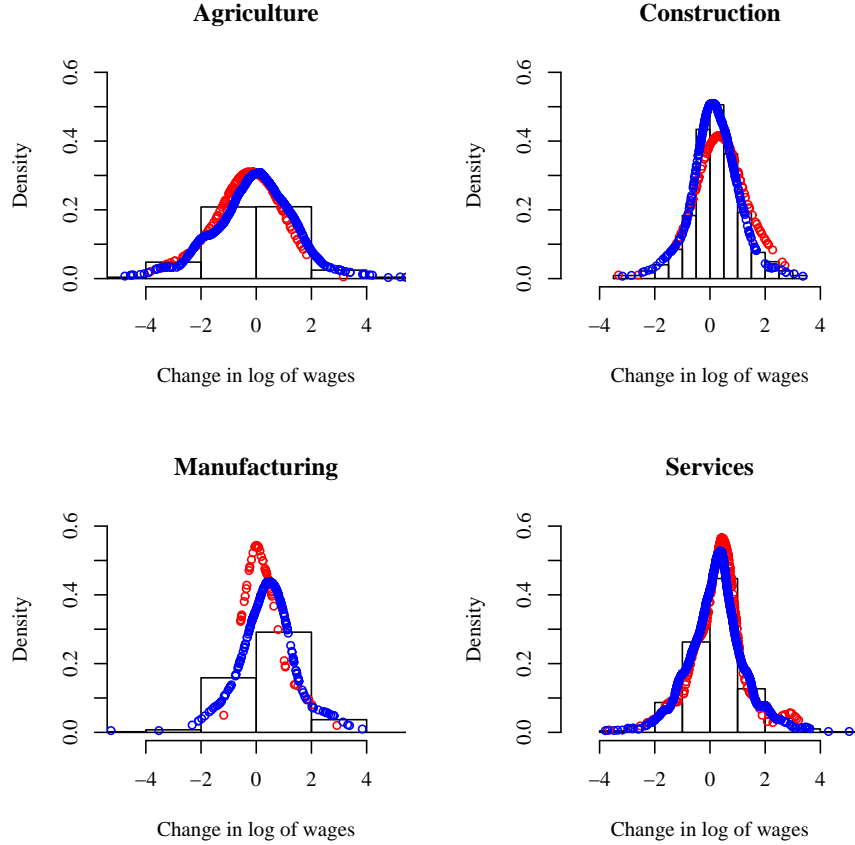 Agriculture
Density
0.0 0.2 0.4 0.6
−4 −2 0 2 4
Change in log of wages
Construction
Density
0.0 0.2 0.4 0.6
−4 −2 0 2 4
Change in log of wages
Manufacturing
Density
0.0 0.2 0.4 0.6
−4 −2 0 2 4
Change in log of wages
Services
Density
0.0 0.2 0.4 0.6
−4 −2 0 2 4
Change in log of wages